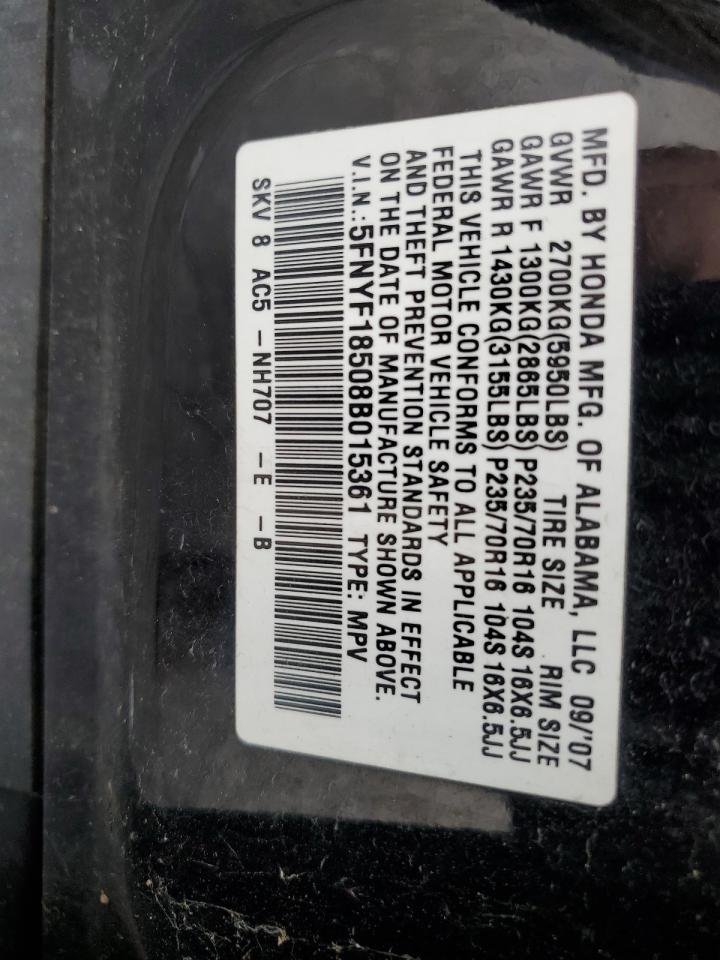 MFD. BY HONDA MFG. OF ALABAMA, LLC 09/'07
GVWR 2700KG(5950LBS) TIRE SIZE RIM SIZE
GAWR F 1300KG(2865LBS) P235/70R16 104S 16X6.5JJ
GAWR R 1430KG(3155LBS) P235/70R16 104S 16X6.5JJ
THIS VEHICLE CONFORMS TO ALL APPLICABLE
FEDERAL MOTOR VEHICLE SAFETY
AND THEFT PREVENTION STANDARDS IN EFFECT
ON THE DATE OF MANUFACTURE SHOWN ABOVE.
V.I.N.:5FNYF18508B015361 TYPE: MPV
SKV 8 AC5 -NH707 -E -B